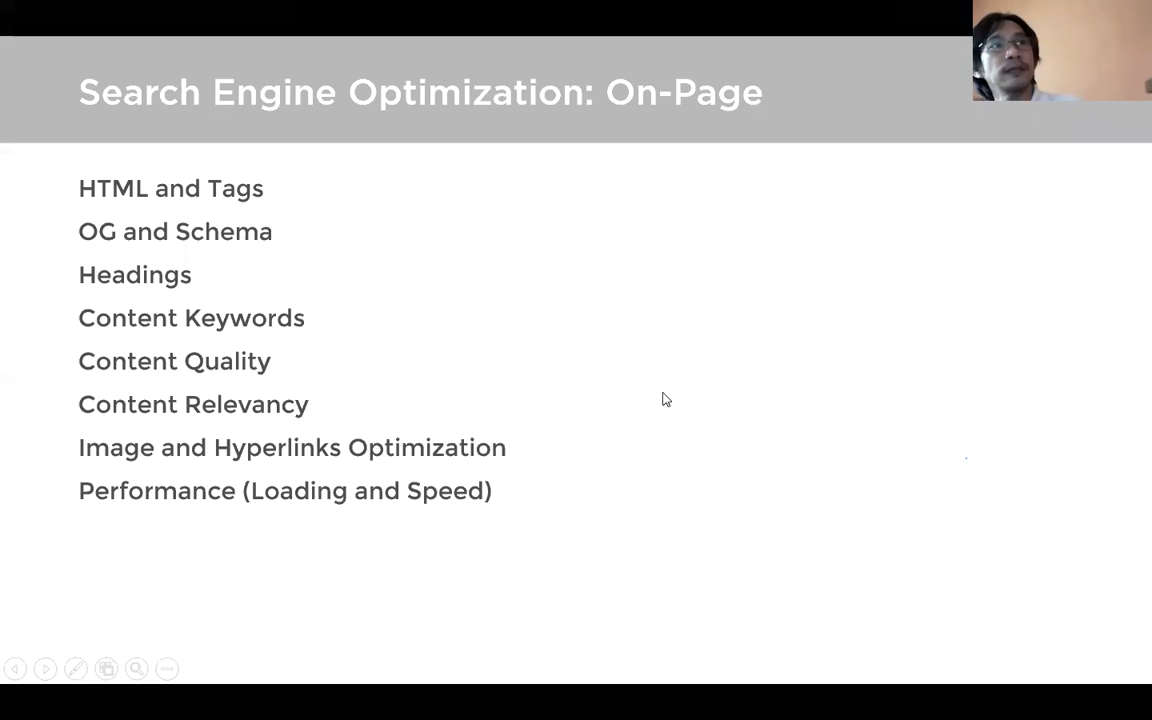 Search Engine Optimization: On-Page
HTML and Tags
OG and Schema
Headings
Content Keywords
Content Quality
Content Relevancy
Image and Hyperlinks Optimization
Performance (Loading and Speed)